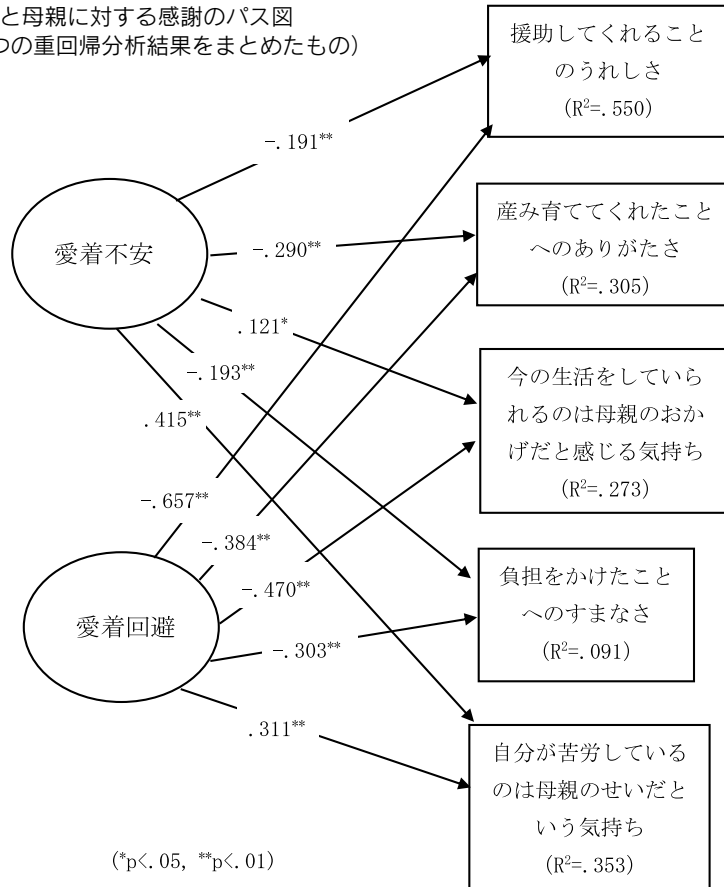 と母親に対する感謝のパス図
つの重回帰分析結果をまとめたもの）
援助してくれること
のうれしさ
(R²=.550)
-.191**
産み育ててくれたこと
へのありがたさ
(R²=.305)
愛着不安
-.290**
.121*
今の生活をしていら
れるのは母親のおか
げだと感じる気持ち
(R²=.273)
-.193**
.415**
-.657**
-.384**
-.470**
負担をかけたこと
へのすまなさ
(R²=.091)
愛着回避
-.303**
.311**
自分が苦労している
のは母親のせいだと
いう気持ち
(R²=.353)
(*p<.05, **p<.01)